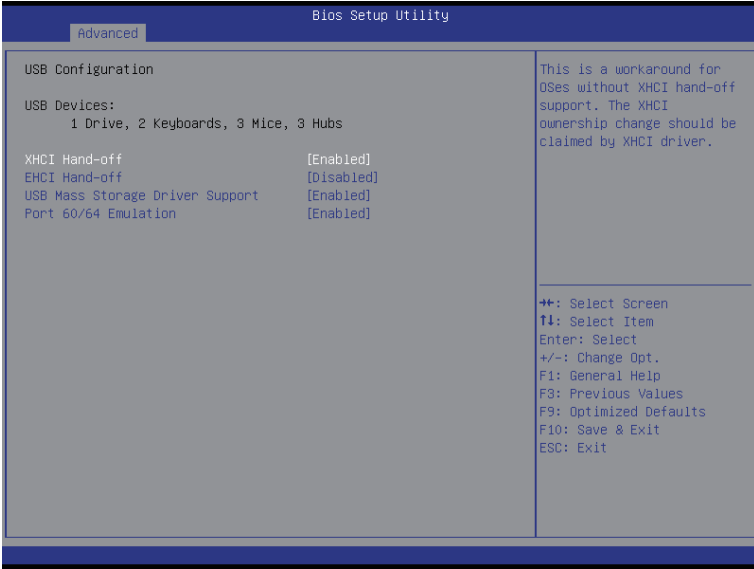 Bios Setup Utility
Advanced
USB Configuration
USB Devices:
1 Drive, 2 Keyboards, 3 Mice, 3 Hubs
XHCI Hand-off [Enabled]
EHCI Hand-off [Disabled]
USB Mass Storage Driver Support [Enabled]
Port 60/64 Emulation [Enabled]
This is a workaround for
OSes without XHCI hand-off
support. The XHCI
ownership change should be
claimed by XHCI driver.
→←: Select Screen
↑↓: Select Item
Enter: Select
+/-: Change Opt.
F1: General Help
F3: Previous Values
F9: Optimized Defaults
F10: Save & Exit
ESC: Exit